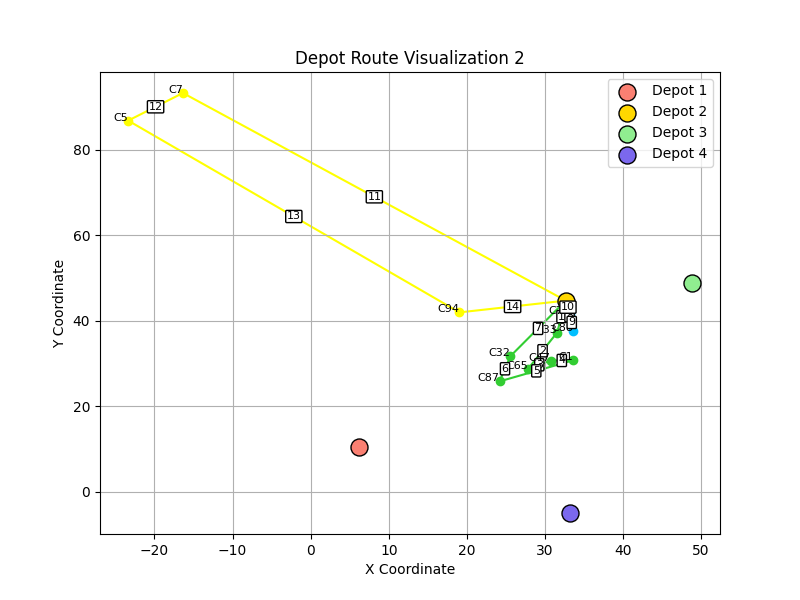 Depot Route Visualization 2
Depot 1
Depot 2
Depot 3
Depot 4
C7
C5
12
11
13
C94
14
10
9
7
C32
2
C65
6
5
C87
80
60
40
20
0
Y Coordinate
−20
−10
0
10
20
30
40
50
X Coordinate